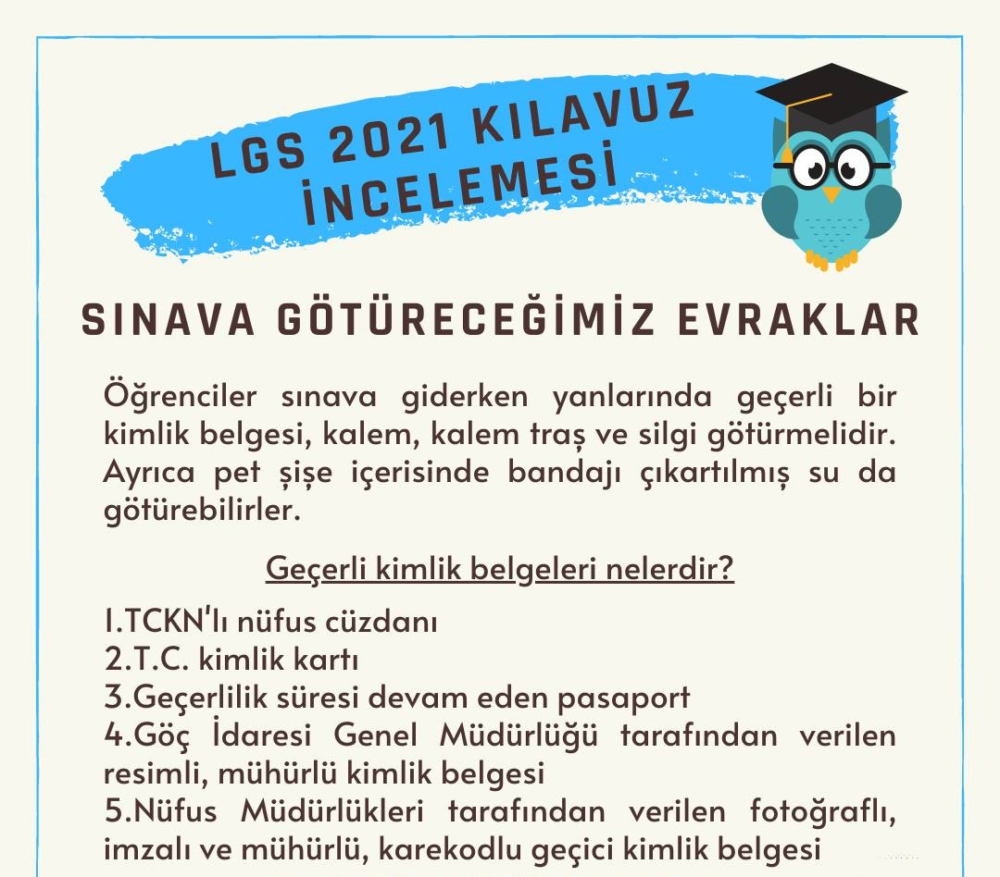 LGS 2021 KILAVUZ
İNCELEMESİ
SINAVA GÖTÜRECEĞİMİZ EVRAKLAR
Öğrenciler sınava giderken yanlarında geçerli bir
kimlik belgesi, kalem, kalem traş ve silgi götürmelidir.
Ayrıca pet şişe içerisinde bandajı çıkartılmış su da
götürebilirler.
Geçerli kimlik belgeleri nelerdir?
1.TCKN'lı nüfus cüzdanı
2.T.C. kimlik kartı
3.Geçerlilik süresi devam eden pasaport
4.Göç İdaresi Genel Müdürlüğü tarafından verilen
resimli, mühürlü kimlik belgesi
5.Nüfus Müdürlükleri tarafından verilen fotoğraflı,
imzalı ve mühürlü, karekodlu geçici kimlik belgesi